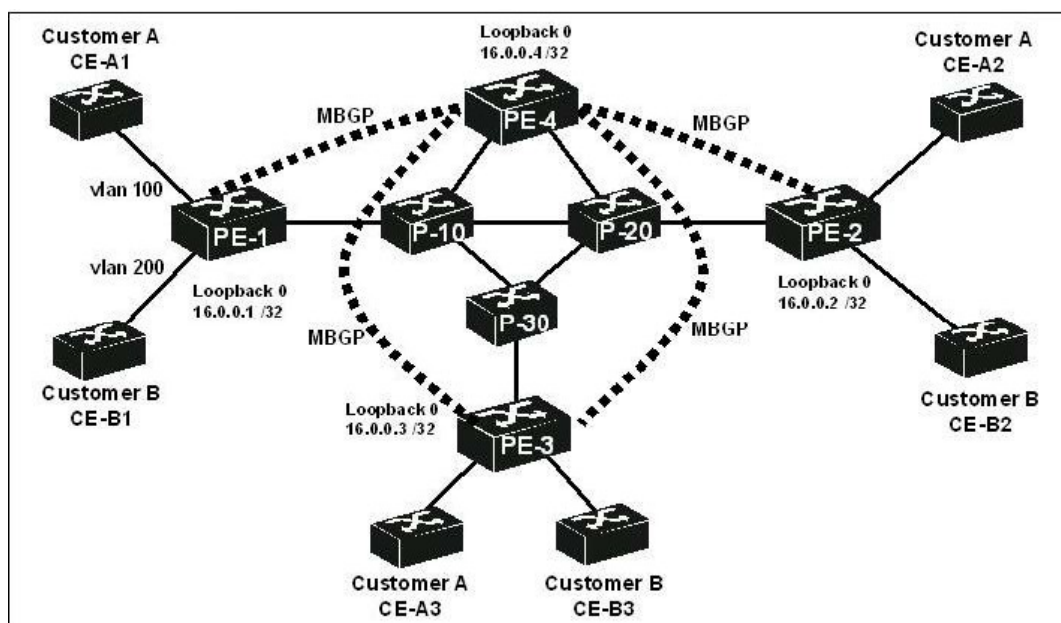 Customer A
CE-A1
Loopback 0
16.0.0.4 /32
Customer A
CE-A2
MBGP
PE-4
MBGP
vlan 100
PE-1
P-10
P-20
PE-2
vlan 200
Loopback 0
16.0.0.1 /32
Loopback 0
16.0.0.2 /32
P-30
MBGP
MBGP
Customer B
CE-B1
Loopback 0
16.0.0.3 /32
Customer B
CE-B2
PE-3
Customer A
CE-A3
Customer B
CE-B3